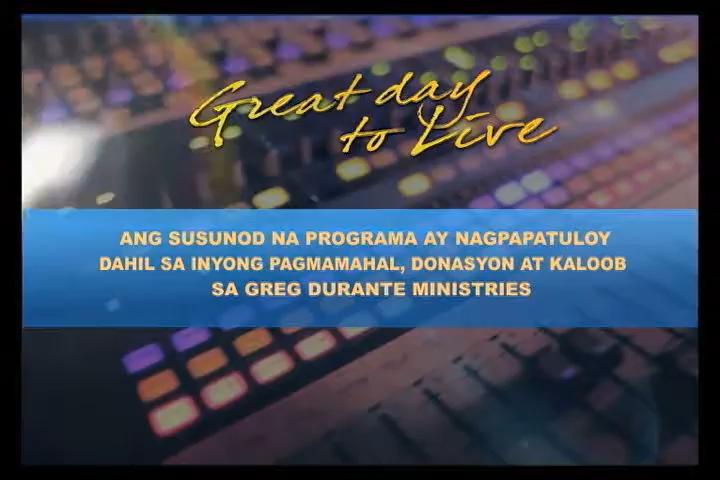 Great day
to Live
ANG SUSUNOD NA PROGRAMA AY NAGPAPATULOY
DAHIL SA INYONG PAGMAMAHAL, DONASYON AT KALOOB
SA GREG DURANTE MINISTRIES